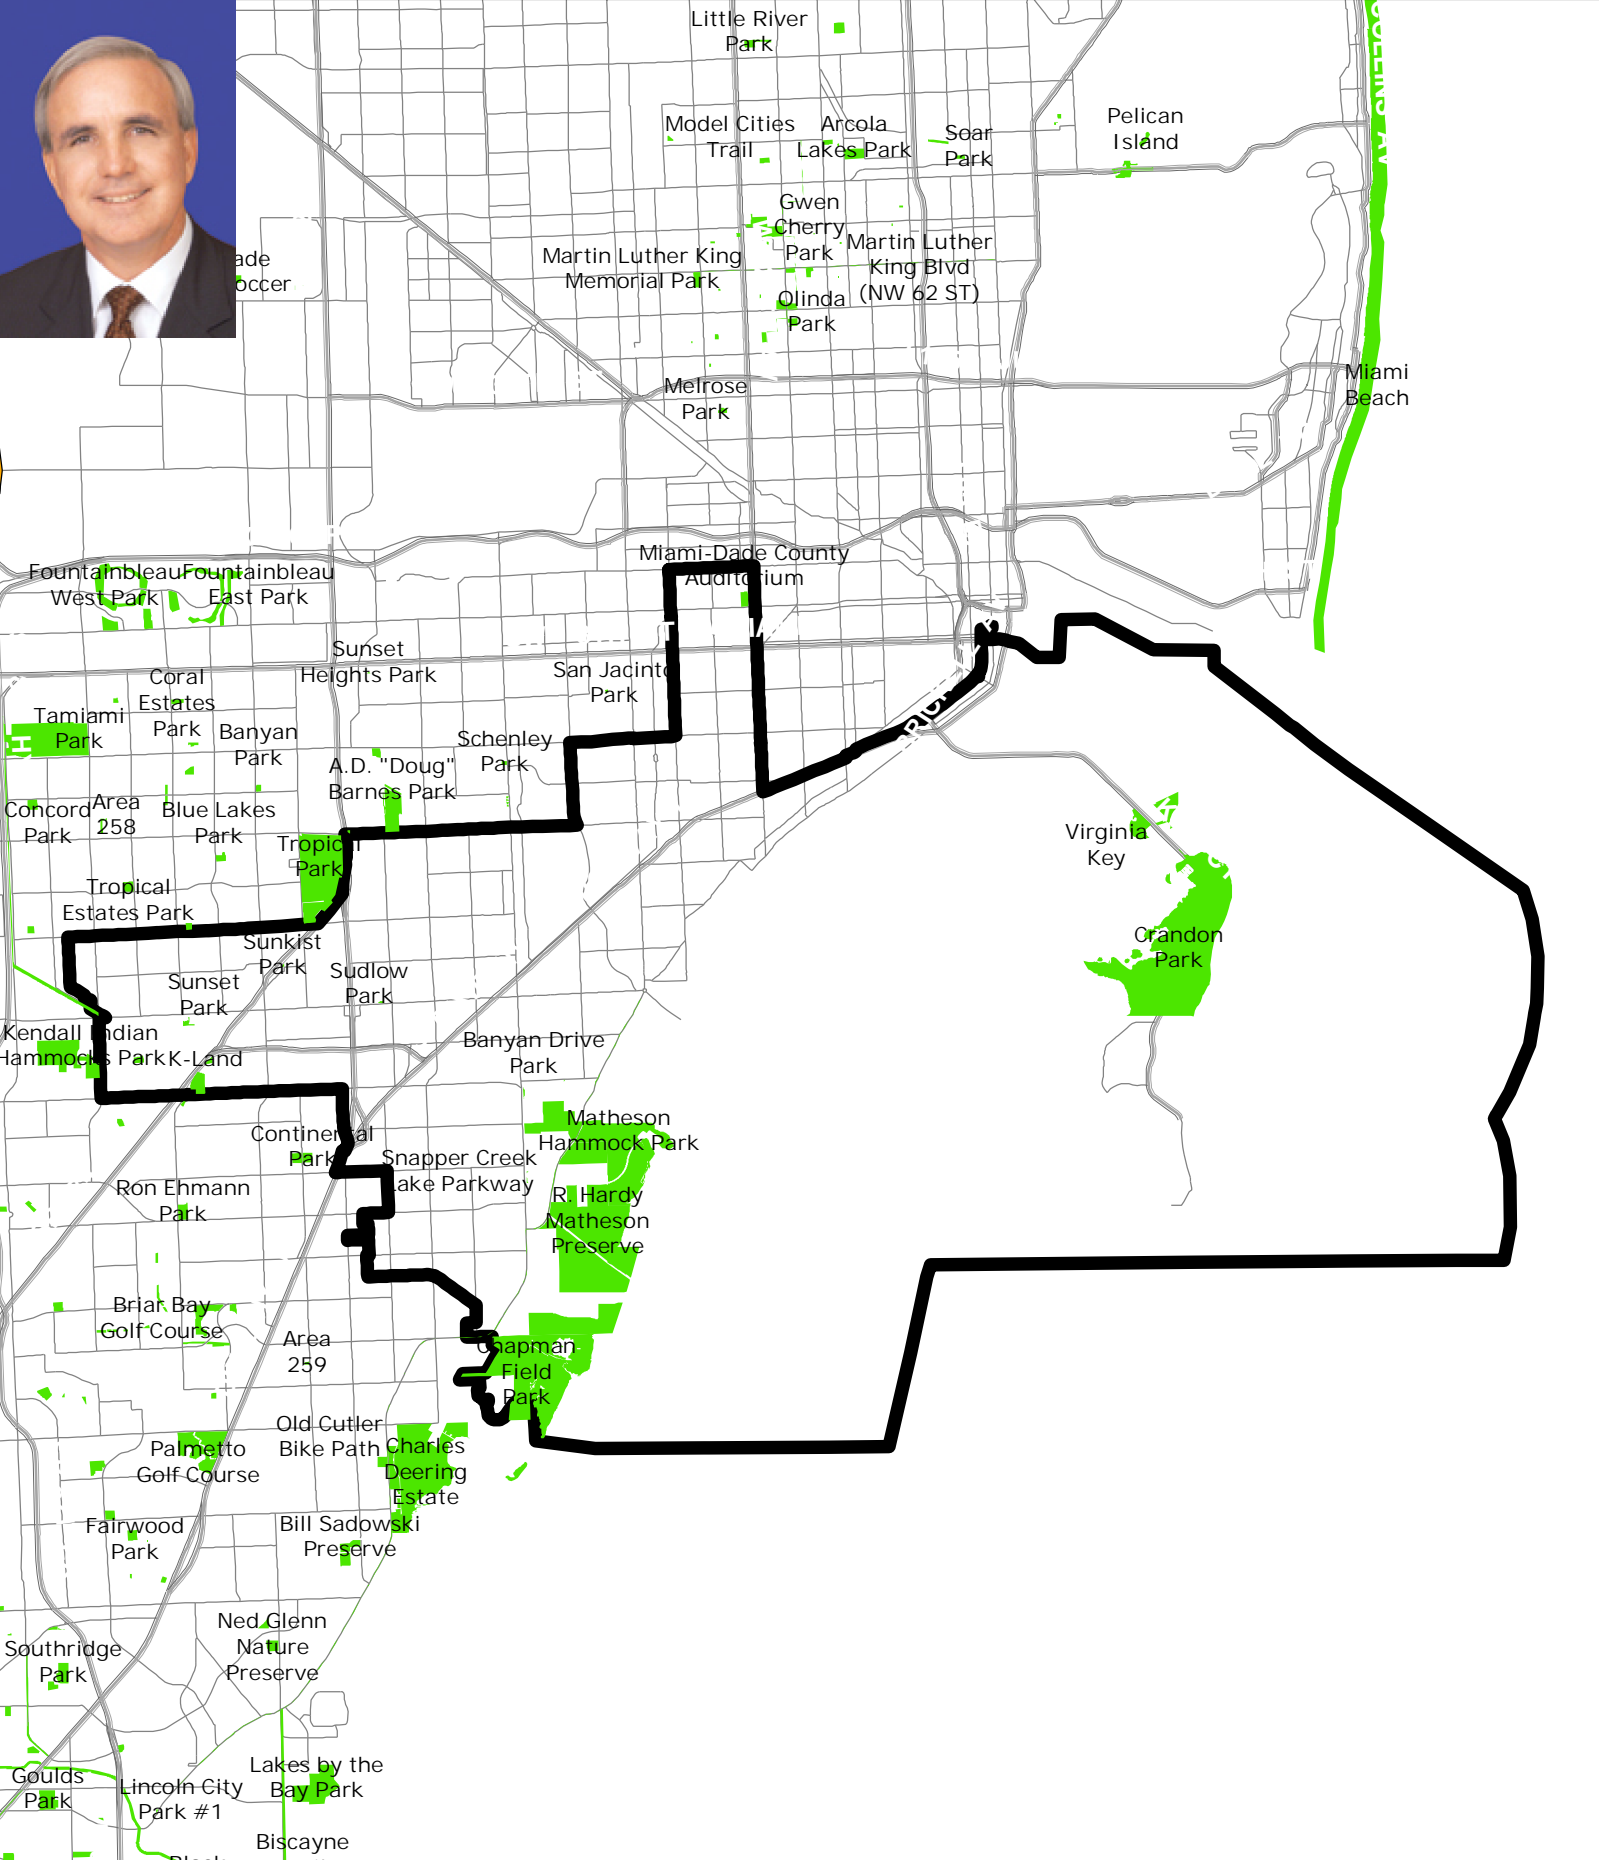 Little River
Park
COLLINS AV
Model Cities
Trail
Arcola
Lakes Park
Soar
Park
Pelican
Island
Gwen
Cherry
Park
Martin Luther King
Memorial Park
Martin Luther
King Blvd
(NW 62 ST)
ade
occer
Olinda
Park
Melrose
Park
Miami
Beach
Miami-Dade County
Auditorium
Fountainbleau
West Park
Fountainbleau
East Park
Sunset
Heights Park
San Jacinto
Park
Coral
Estates
Park
Tamiami
Park
Banyan
Park
Schenley
Park
A.D. "Doug"
Barnes Park
Concord
Park
Area
258
Blue Lakes
Park
Tropical
Park
Virginia
Key
Tropical
Estates Park
Crandon
Park
Sunkist
Park
Sudlow
Park
Sunset
Park
Kendall Indian
Hammocks Park
K-Land
Banyan Drive
Park
Matheson
Hammock Park
Continental
Park
Snapper Creek
Lake Parkway
Ron Ehmann
Park
R. Hardy
Matheson
Preserve
Briar Bay
Golf Course
Area
259
Chapman
Field
Park
Old Cutler
Bike Path
Charles
Deering
Estate
Palmetto
Golf Course
Fairwood
Park
Bill Sadowski
Preserve
Ned Glenn
Nature
Preserve
Southridge
Park
Lakes by the
Bay Park
Goulds
Park
Lincoln City
Park #1
Biscayne